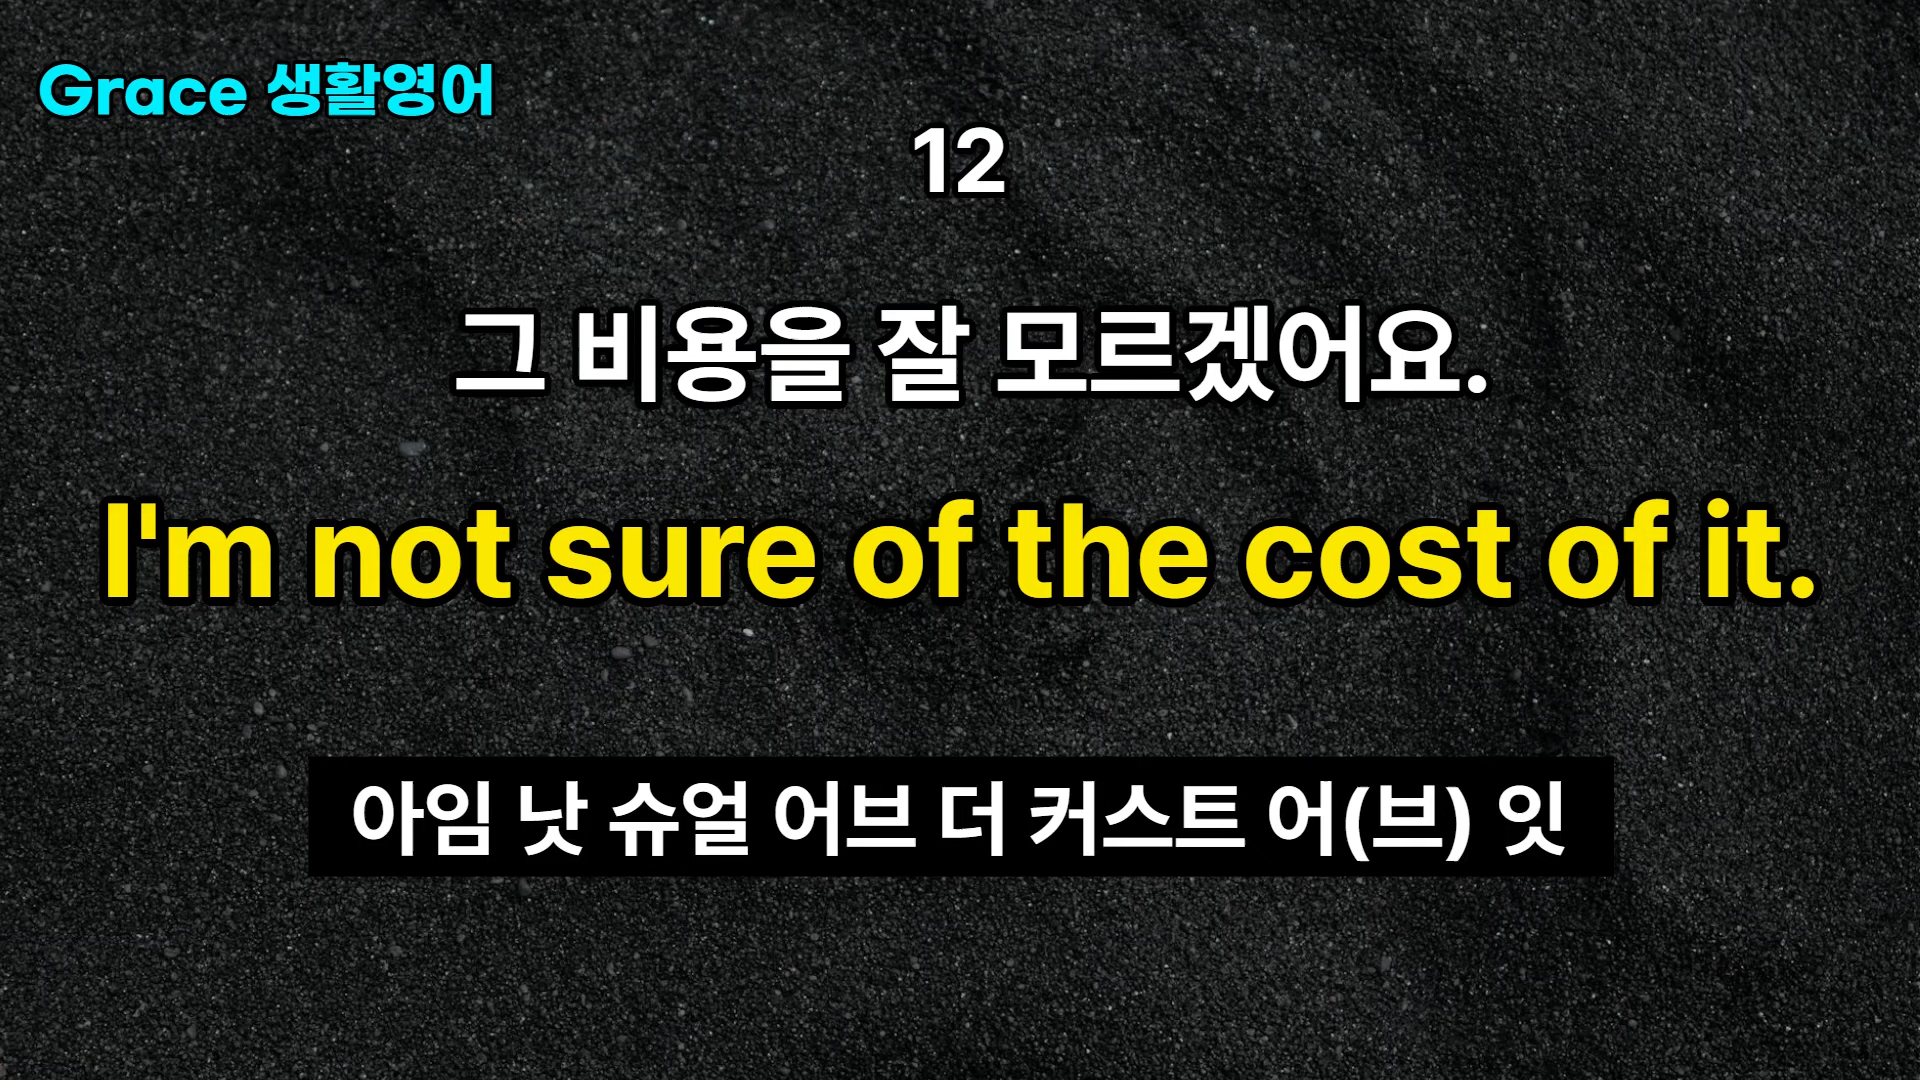 Grace 생활영어
12
그 비용을 잘 모르겠어요.
I'm not sure of the cost of it.
아임 낫 슈얼 어브 더 커스트 어(브) 잇